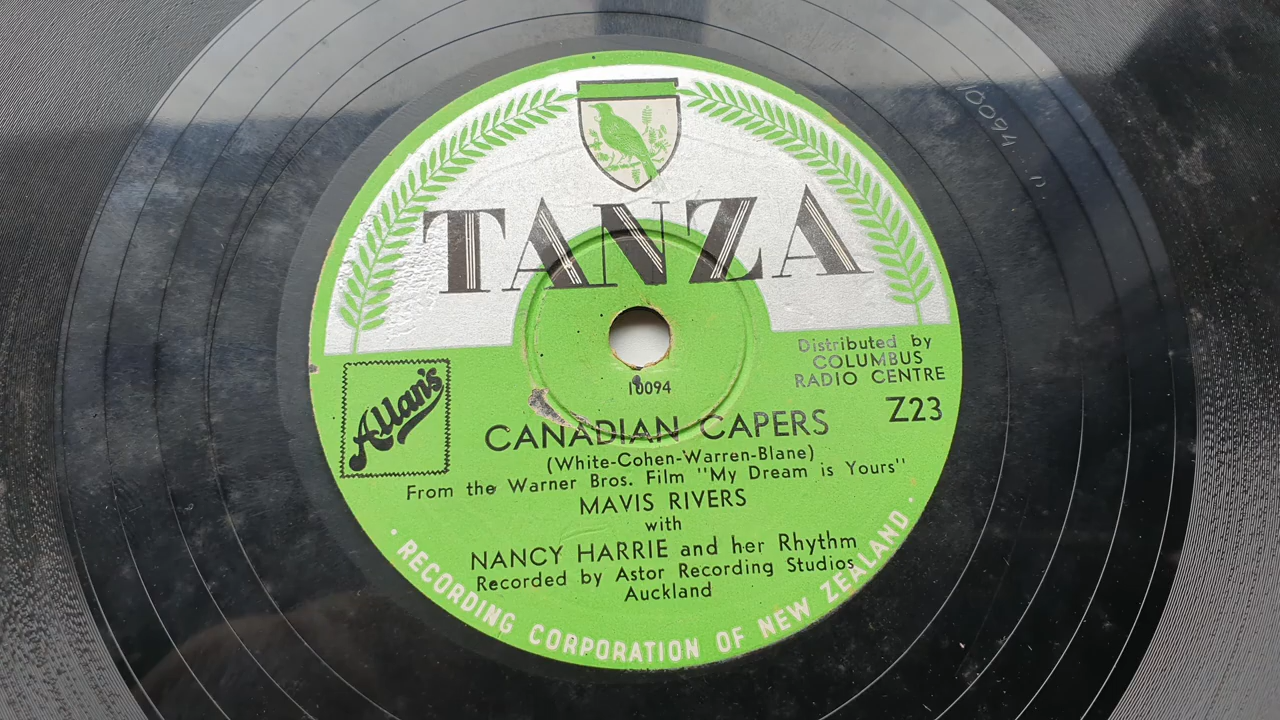 TANZA
Allan's
Distributed by
COLUMBUS
RADIO CENTRE
10094
Z23
CANADIAN CAPERS
(White-Cohen-Warren-Blane)
From the Warner Bros. Film "My Dream is Yours"
MAVIS RIVERS
with
NANCY HARRIE and her Rhythm
Recorded by Astor Recording Studios
Auckland
· RECORDING CORPORATION OF NEW ZEALAND ·
10094